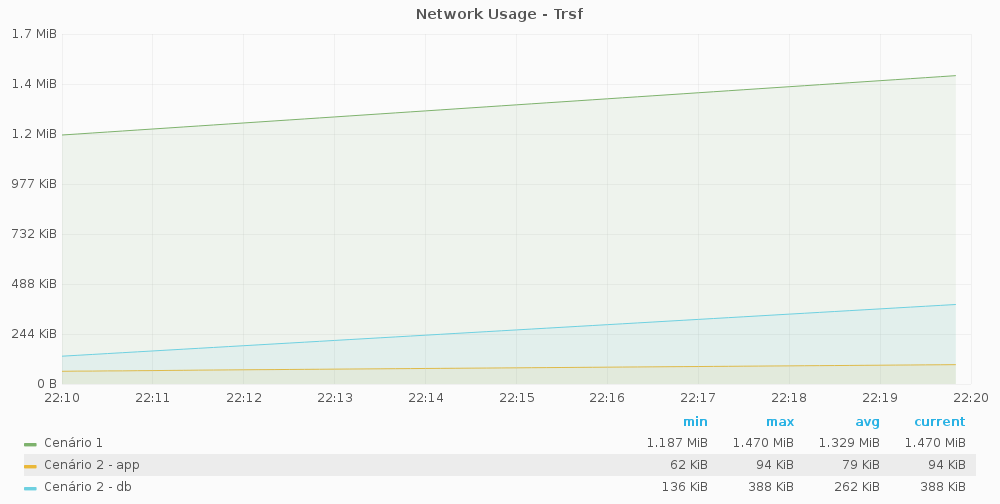 Network Usage - Trsf
1.7 MiB
1.4 MiB
1.2 MiB
977 KiB
732 KiB
488 KiB
244 KiB
0 B
22:10 22:11 22:12 22:13 22:14 22:15 22:16 22:17 22:18 22:19 22:20
min max avg current
Cenário 1 1.187 MiB 1.470 MiB 1.329 MiB 1.470 MiB
Cenário 2 - app 62 KiB 94 KiB 79 KiB 94 KiB
Cenário 2 - db 136 KiB 388 KiB 262 KiB 388 KiB